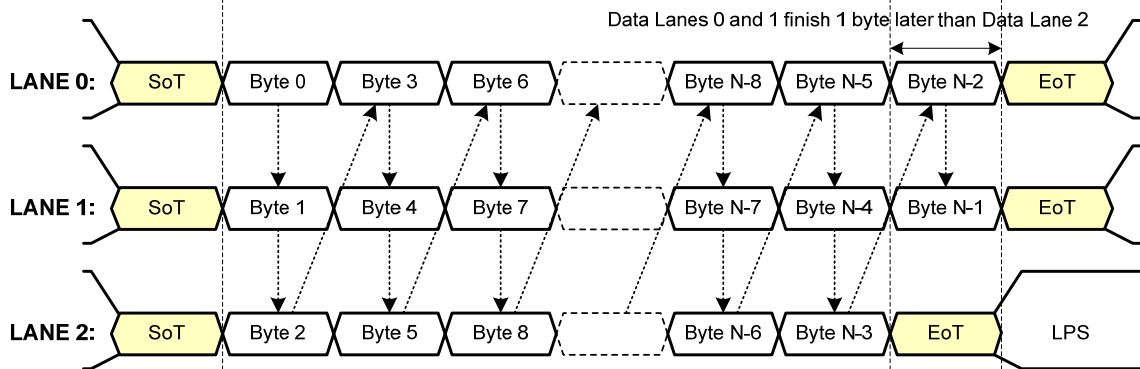 Data Lanes 0 and 1 finish 1 byte later than Data Lane 2
LANE 0: SoT Byte 0 Byte 3 Byte 6 Byte N-8 Byte N-5 Byte N-2 EoT
LANE 1: SoT Byte 1 Byte 4 Byte 7 Byte N-7 Byte N-4 Byte N-1 EoT
LANE 2: SoT Byte 2 Byte 5 Byte 8 Byte N-6 Byte N-3 EoT LPS